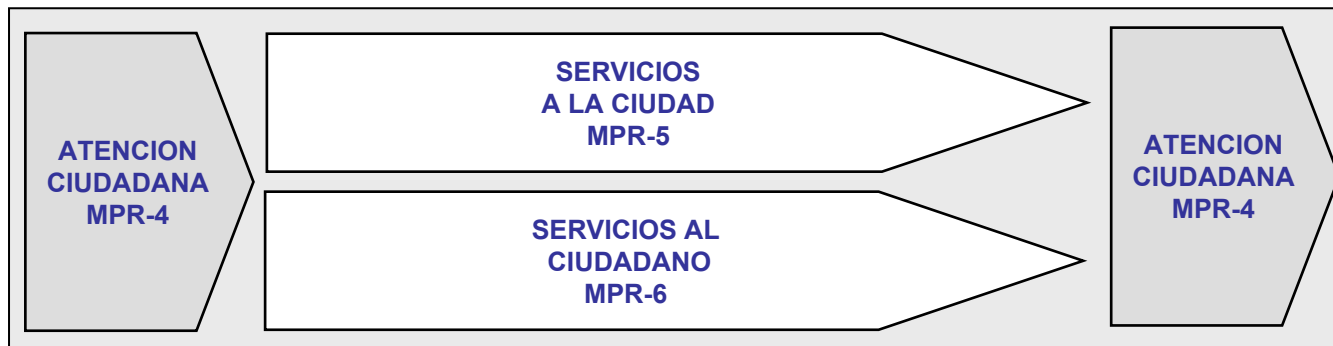 ATENCION
CIUDADANA
MPR-4
SERVICIOS
A LA CIUDAD
MPR-5
SERVICIOS AL
CIUDADANO
MPR-6
ATENCION
CIUDADANA
MPR-4